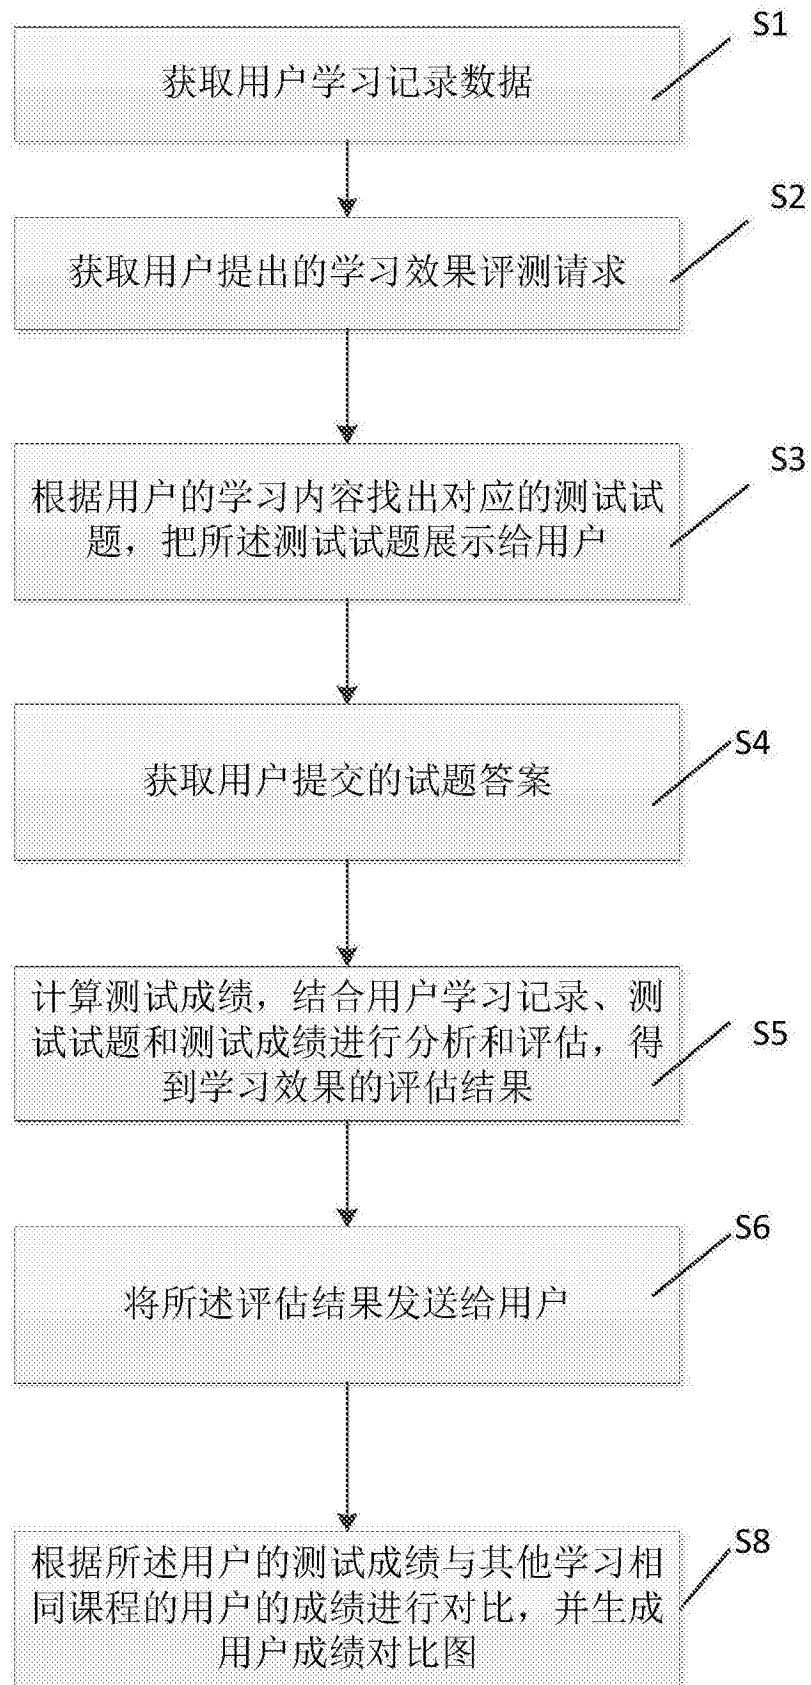 S1
获取用户学习记录数据
S2
获取用户提出的学习效果评测请求
S3
根据用户的学习内容找出对应的测试试
题，把所述测试试题展示给用户
S4
获取用户提交的试题答案
计算测试成绩，结合用户学习记录、测
试试题和测试成绩进行分析和评估，得
到学习效果的评估结果
S5
S6
将所述评估结果发送给用户
S8
根据所述用户的测试成绩与其他学习相
同课程的用户的成绩进行对比，并生成
用户成绩对比图